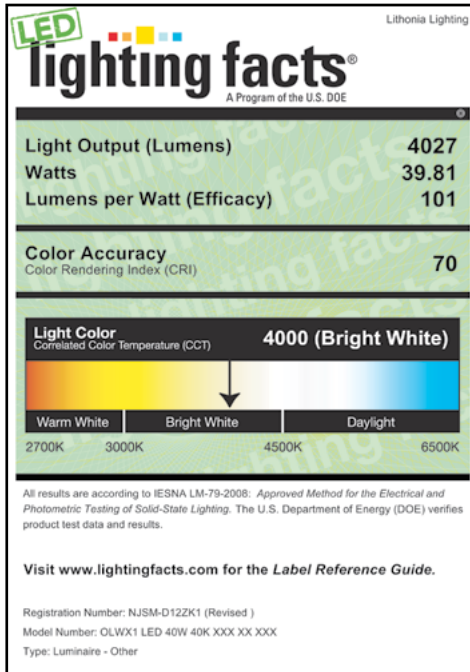 Lithonia Lighting
LED
lighting facts®
A Program of the U.S. DOE
Light Output (Lumens) 4027
Watts 39.81
Lumens per Watt (Efficacy) 101
Color Accuracy 70
Color Rendering Index (CRI)
Light Color 4000 (Bright White)
Correlated Color Temperature (CCT)
Warm White Bright White Daylight
2700K 3000K 4500K 6500K
All results are according to IESNA LM-79-2008: Approved Method for the Electrical and
Photometric Testing of Solid-State Lighting. The U.S. Department of Energy (DOE) verifies
product test data and results.
Visit www.lightingfacts.com for the Label Reference Guide.
Registration Number: NJSM-D12ZK1 (Revised )
Model Number: OLWX1 LED 40W 40K XXX XX XXX
Type: Luminaire - Other